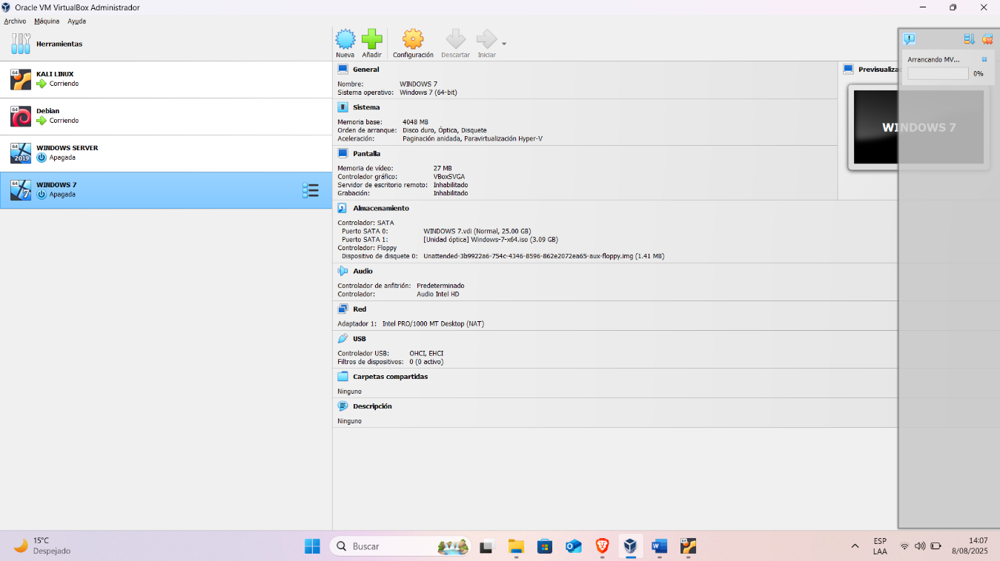 Oracle VM VirtualBox Administrador
Archivo Máquina Ayuda
Herramientas
KALI LINUX
Corriendo
Debian
Corriendo
WINDOWS SERVER
Apagada
WINDOWS 7
Apagada
Nueva Añadir Configuración Descartar Iniciar
General
Nombre: WINDOWS 7
Sistema operativo: Windows 7 (64-bit)
Sistema
Memoria base: 4048 MB
Orden de arranque: Disco duro, Óptica, Disquete
Aceleración: Paginación anidada, Paravirtualización Hyper-V
Pantalla
Memoria de vídeo: 27 MB
Controlador gráfico: VBoxSVGA
Servidor de escritorio remoto: Inhabilitado
Grabación: Inhabilitado
Almacenamiento
Controlador: SATA
Puerto SATA 0: WINDOWS 7.vdi (Normal, 25.00 GB)
Puerto SATA 1: [Unidad óptica] Windows-7-x64.iso (3.09 GB)
Controlador: Floppy
Dispositivo de disquete 0: Unattended-3b9922a6-754c-4346-8596-862e2072ea65-aux-floppy.img (1.41 MB)
Audio
Controlador de anfitrión: Predeterminado
Controlador: Audio Intel HD
Red
Adaptador 1: Intel PRO/1000 MT Desktop (NAT)
USB
Controlador USB: OHCI, EHCI
Filtros de dispositivos: 0 (0 activo)
Carpetas compartidas
Ninguno
Descripción
Ninguno
Previsualiza
WINDOWS 7
Arrancando MV...
0%
15°C
Despejado
Buscar
ESP
LAA
14:07
8/08/2025